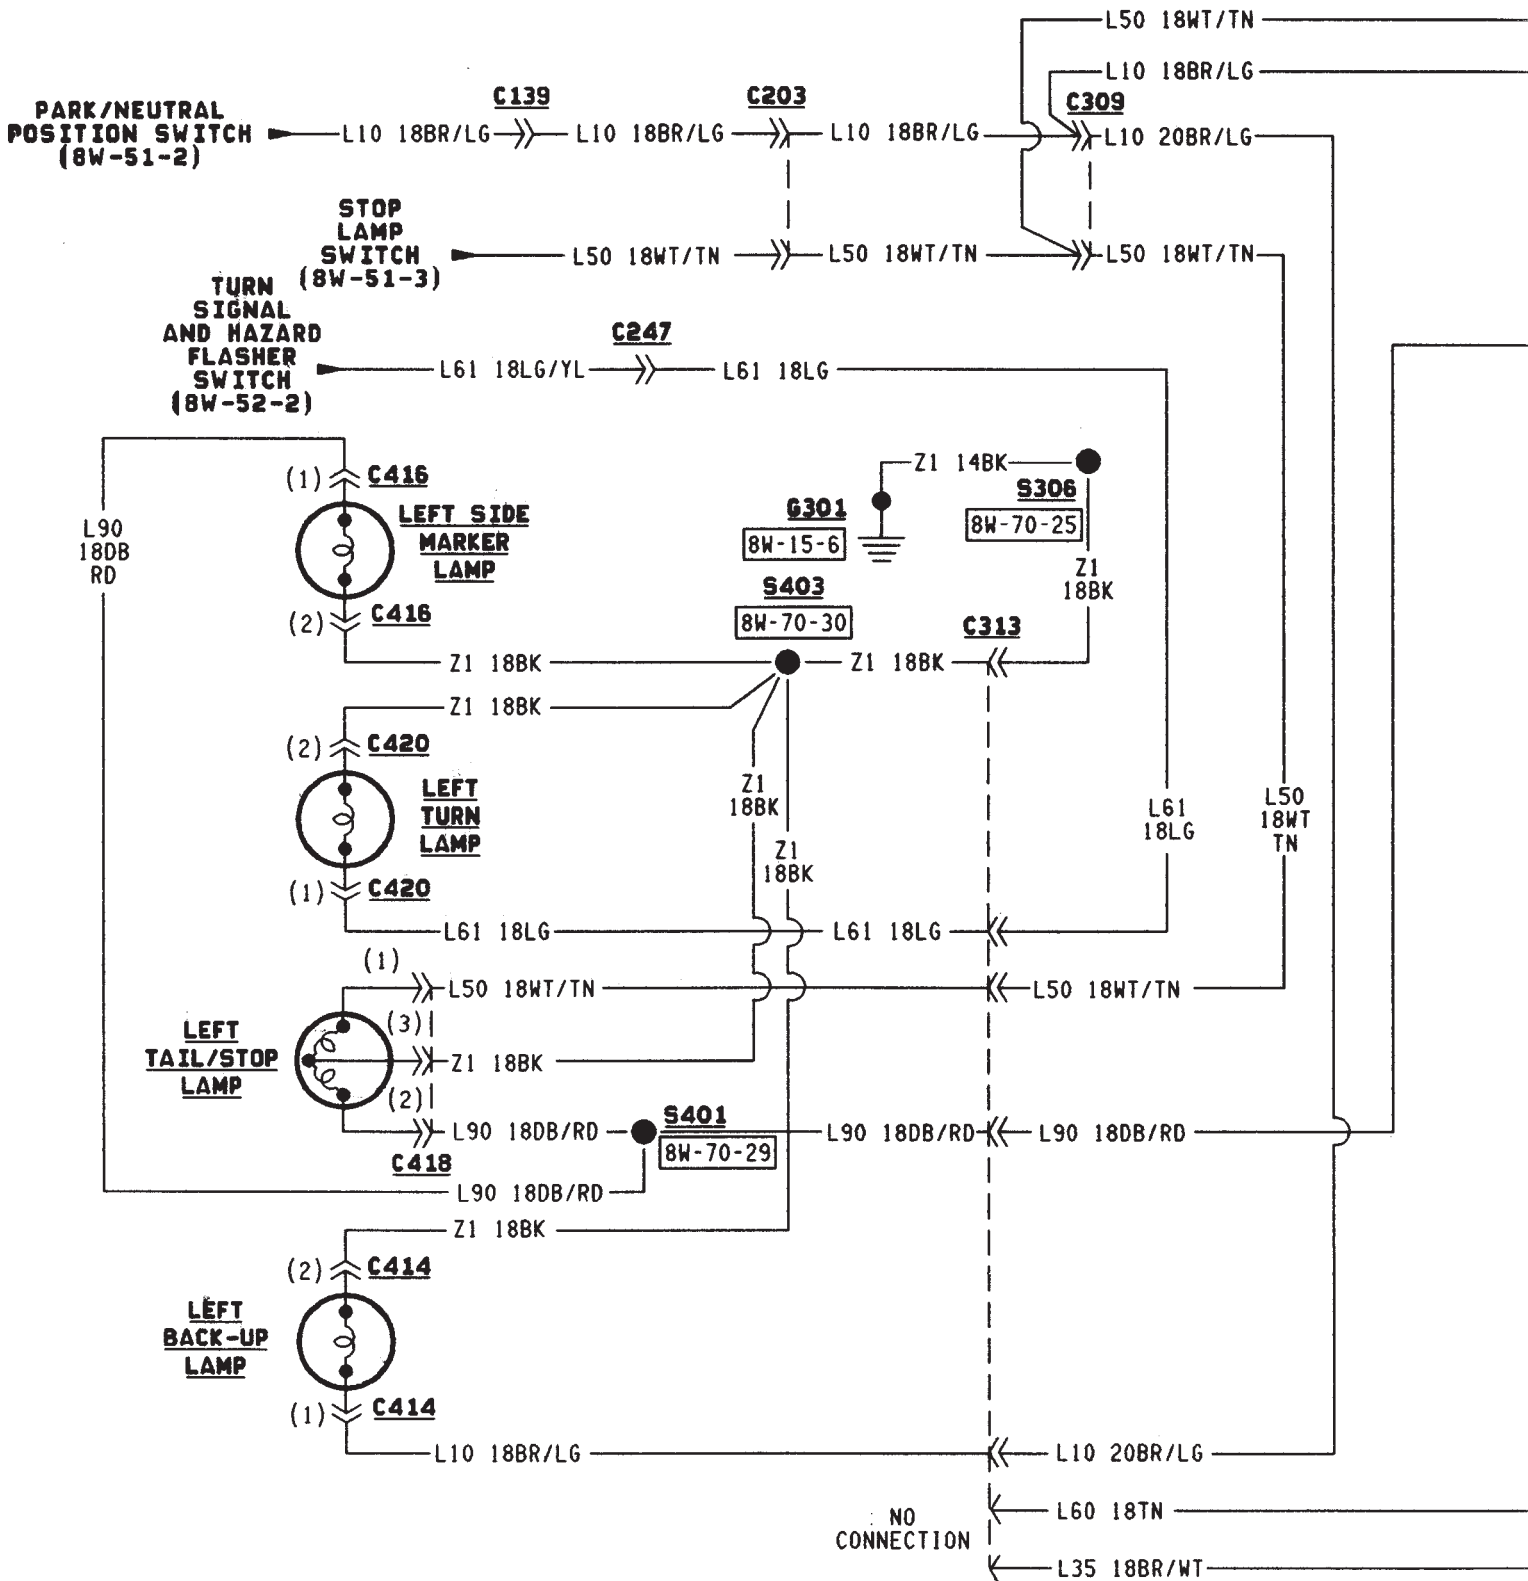 L50 18WT/TN
L10 18BR/LG
C139
C203
C309
PARK/NEUTRAL
POSITION SWITCH
(8W-51-2)
L10 18BR/LG
L10 18BR/LG
L10 18BR/LG
L10 20BR/LG
STOP
LAMP
SWITCH
(8W-51-3)
L50 18WT/TN
L50 18WT/TN
L50 18WT/TN
TURN
SIGNAL
AND HAZARD
FLASHER
SWITCH
(8W-52-2)
C247
L61 18LG/YL
L61 18LG
(1)
C416
LEFT SIDE
MARKER
LAMP
L90
18DB
RD
(2)
C416
Z1 14BK
S306
8W-70-25
G301
8W-15-6
Z1
18BK
S403
8W-70-30
C313
Z1 18BK
Z1 18BK
Z1 18BK
(2)
C420
LEFT
TURN
LAMP
Z1
18BK
Z1
18BK
L61
18LG
L50
18WT
TN
(1)
C420
L61 18LG
L61 18LG
(1)
L50 18WT/TN
L50 18WT/TN
(3)
LEFT
TAIL/STOP
LAMP
Z1 18BK
(2)
S401
L90 18DB/RD
8W-70-29
L90 18DB/RD
L90 18DB/RD
C418
L90 18DB/RD
Z1 18BK
(2)
C414
LEFT
BACK-UP
LAMP
(1)
C414
L10 18BR/LG
L10 20BR/LG
NO
CONNECTION
L60 18TN
L35 18BR/WT